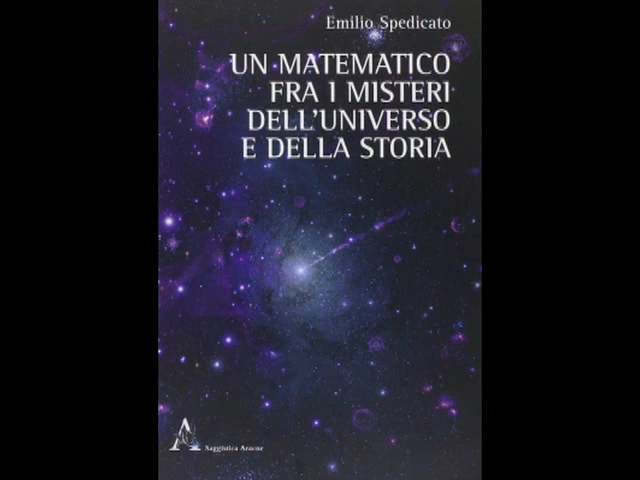 Emilio Spedicato
UN MATEMATICO
FRA I MISTERI
DELL'UNIVERSO
E DELLA STORIA
Saggistica Aracne